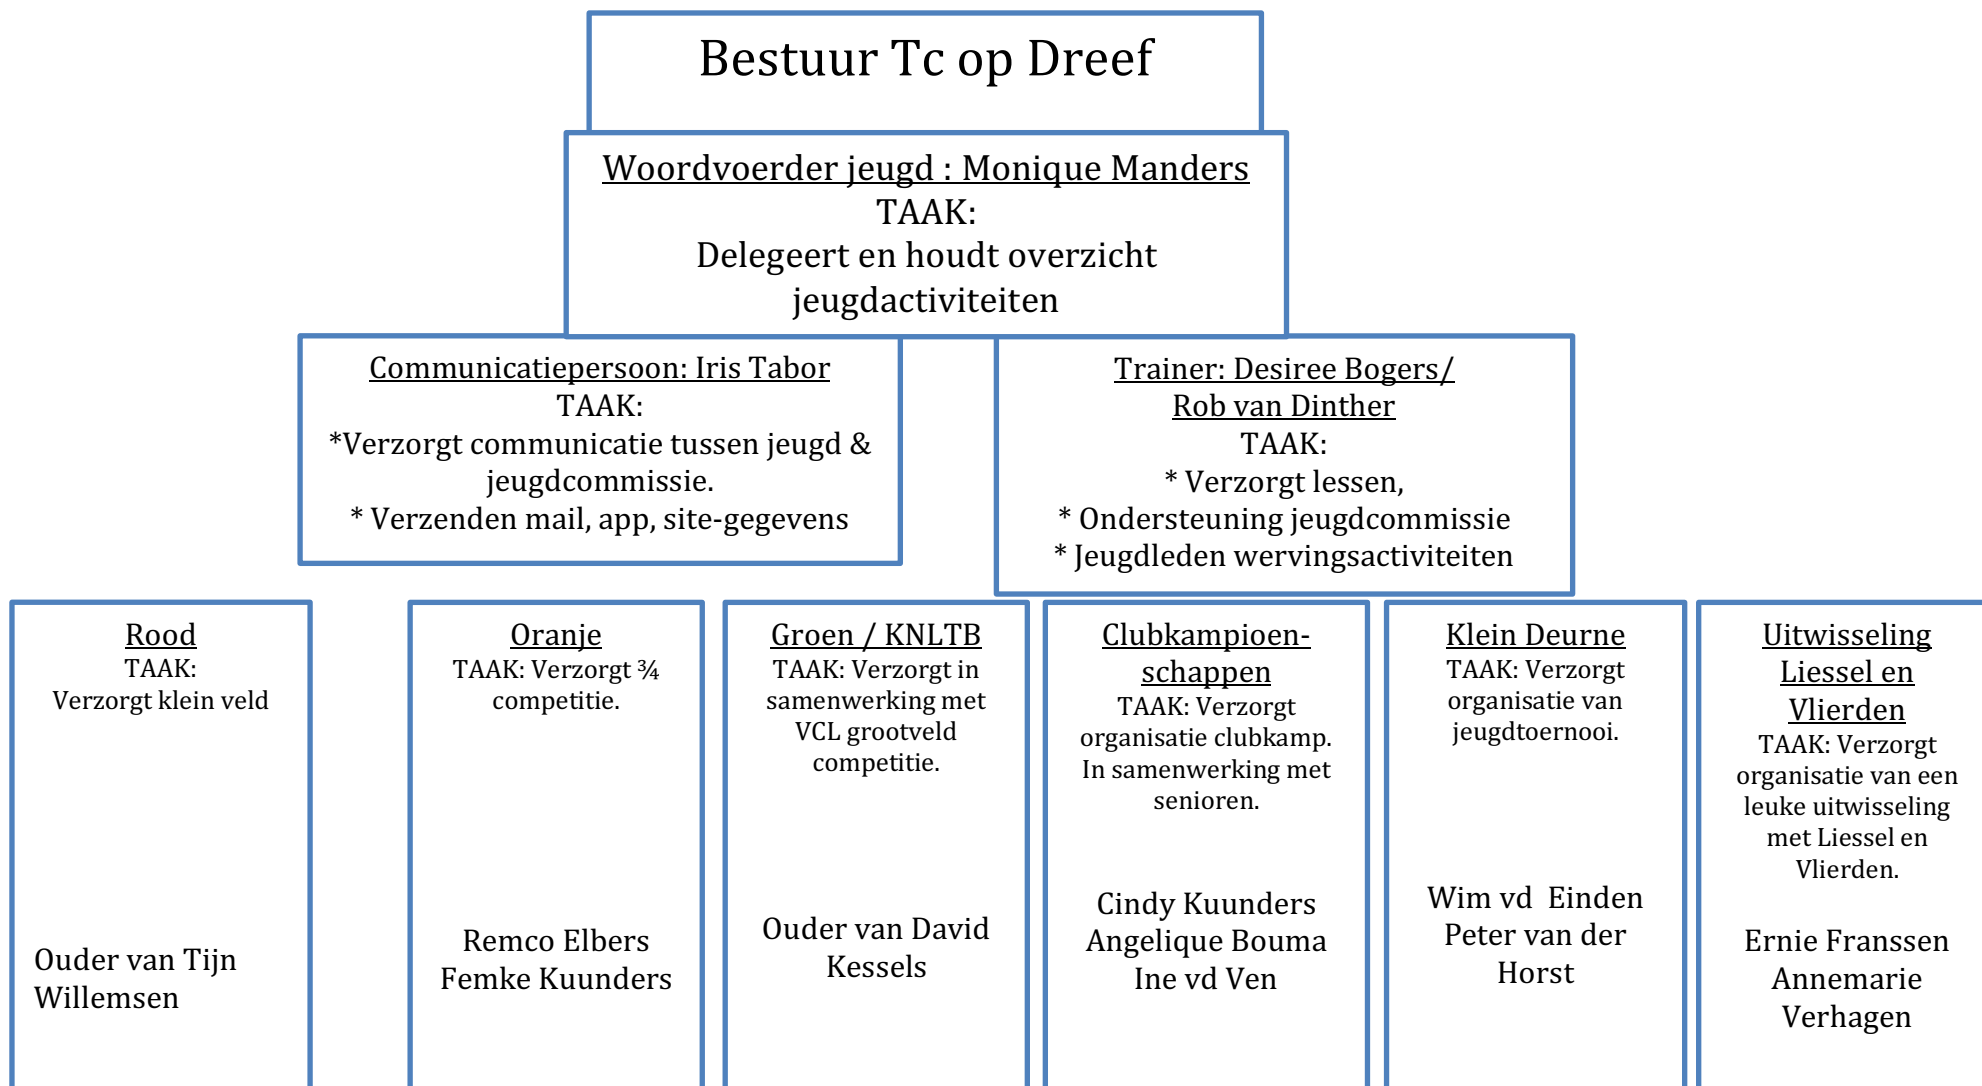 Bestuur Tc op Dreef
Woordvoerder jeugd : Monique Manders
TAAK:
Delegeert en houdt overzicht
jeugdactiviteiten
Communicatiepersoon: Iris Tabor
TAAK:
*Verzorgt communicatie tussen jeugd &
jeugdcommissie.
* Verzenden mail, app, site-gegevens
Trainer: Desiree Bogers/
Rob van Dinther
TAAK:
* Verzorgt lessen,
* Ondersteuning jeugdcommissie
* Jeugdleden wervingsactiviteiten
Rood
TAAK:
Verzorgt klein veld
Ouder van Tijn
Willemsen
Oranje
TAAK: Verzorgt ¾
competitie.
Remco Elbers
Femke Kuunders
Groen / KNLTB
TAAK: Verzorgt in
samenwerking met
VCL grootveld
competitie.
Ouder van David
Kessels
Clubkampioen-
schappen
TAAK: Verzorgt
organisatie clubkamp.
In samenwerking met
senioren.
Cindy Kuunders
Angelique Bouma
Ine vd Ven
Klein Deurne
TAAK: Verzorgt
organisatie van
jeugdtoernooi.
Wim vd  Einden
Peter van der
Horst
Uitwisseling
Liessel en
Vlierden
TAAK: Verzorgt
organisatie van een
leuke uitwisseling
met Liessel en
Vlierden.
Ernie Franssen
Annemarie
Verhagen